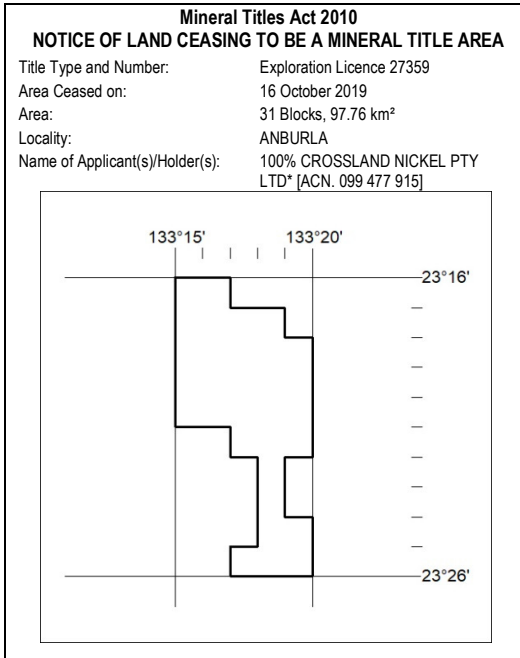 Mineral Titles Act 2010
NOTICE OF LAND CEASING TO BE A MINERAL TITLE AREA
Title Type and Number: Exploration Licence 27359
Area Ceased on: 16 October 2019
Area: 31 Blocks, 97.76 km²
Locality: ANBURLA
Name of Applicant(s)/Holder(s): 100% CROSSLAND NICKEL PTY
LTD* [ACN. 099 477 915]
133°15' 133°20'
23°16'
23°26'